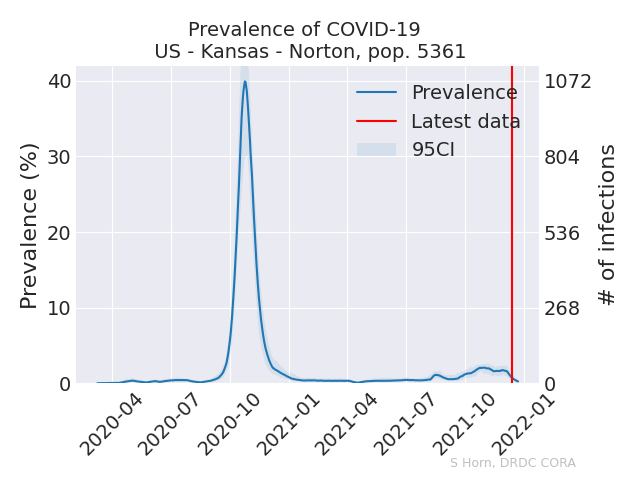 Prevalence of COVID-19
US - Kansas - Norton, pop. 5361
Prevalence
Latest data
95CI
Prevalence (%)
40
30
20
10
0
# of infections
1072
804
536
268
0
2020-04
2020-07
2020-10
2021-01
2021-04
2021-07
2021-10
2022-01
S Horn, DRDC CORA